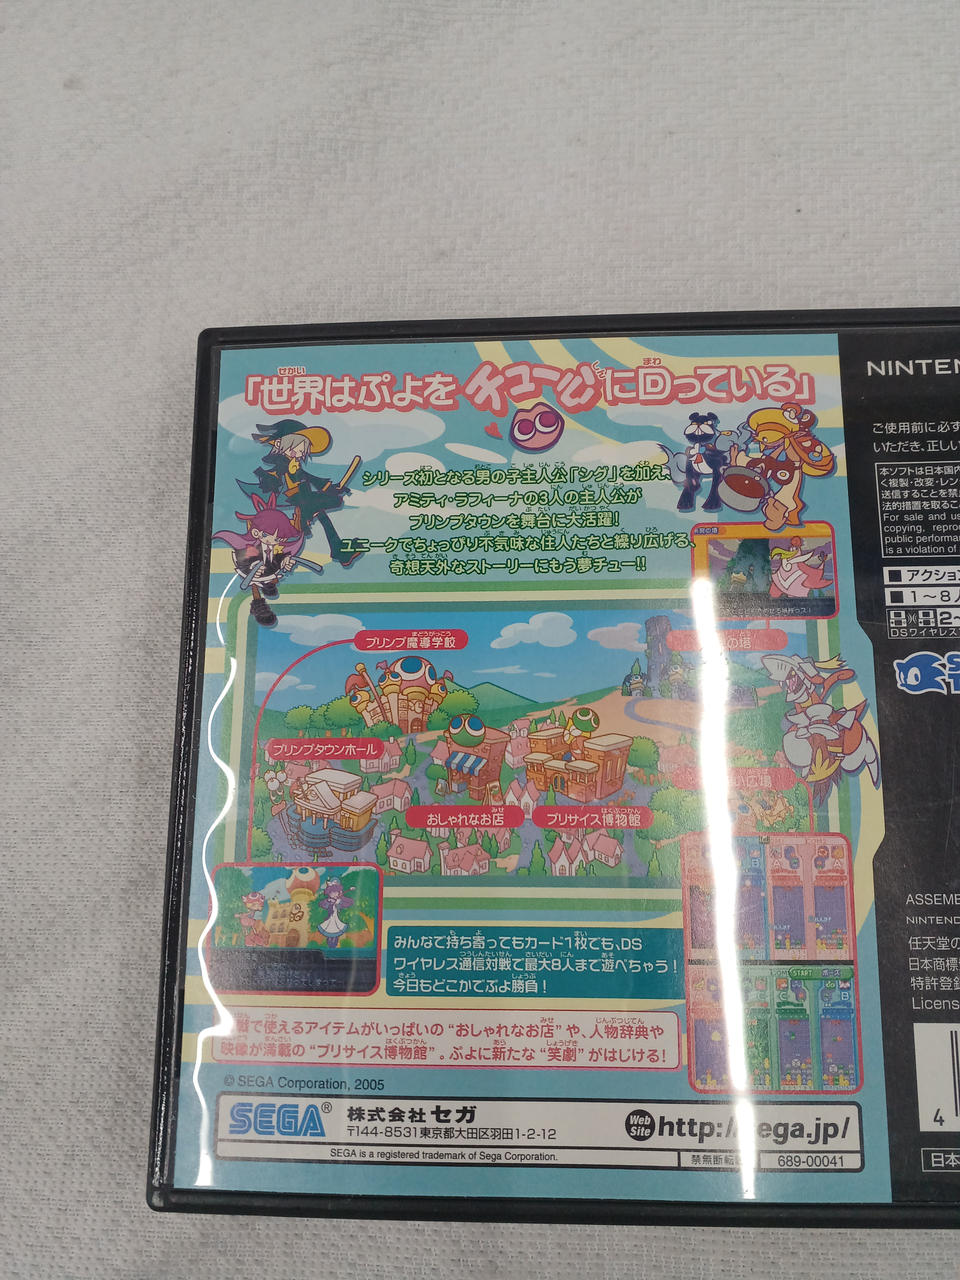 「世界はぷよをチュー心に回っている」
シリーズ初となる男の子主人公「シグ」を加え、
アミティ・ラフィーナの3人の主人公が
プリンプタウンを舞台に大活躍!
ユニークでちょっぴり不気味な住人たちと繰り広げる、
奇想天外なストーリーにもう夢チュー!!
プリンプ魔導学校
の塔
プリンプタウンホール
おしゃれなお店
プリサイス博物館
い広場
みんなで持ち寄ってもカード1枚でも、DS
ワイヤレス通信対戦で最大8人まで遊べちゃう!
今日もどこかでぷよ勝負!
戦で使えるアイテムがいっぱいの“おしゃれなお店”や、人物辞典や
映像が満載の“プリサイス博物館”。ぷよに新たな“笑劇”がはじける!
© SEGA Corporation, 2005
SEGA®
株式会社セガ
〒144-8531東京都大田区羽田1-2-12
Web Site http://sega.jp/
SEGA is a registered trademark of Sega Corporation.
禁無断転
689-00041
NINTEN
ご使用前に必ず
いただき、正しい
本ソフトは日本国内
く複製・改変・レン
送信することを禁
法的措置を取るこ
For sale and us
copying, repro
public performa
is a violation of
■アクション
■1~8人
DSワイヤレス
ASSEMB
NINTENDO
任天堂の
日本商標
特許登録
Licens
4
日本